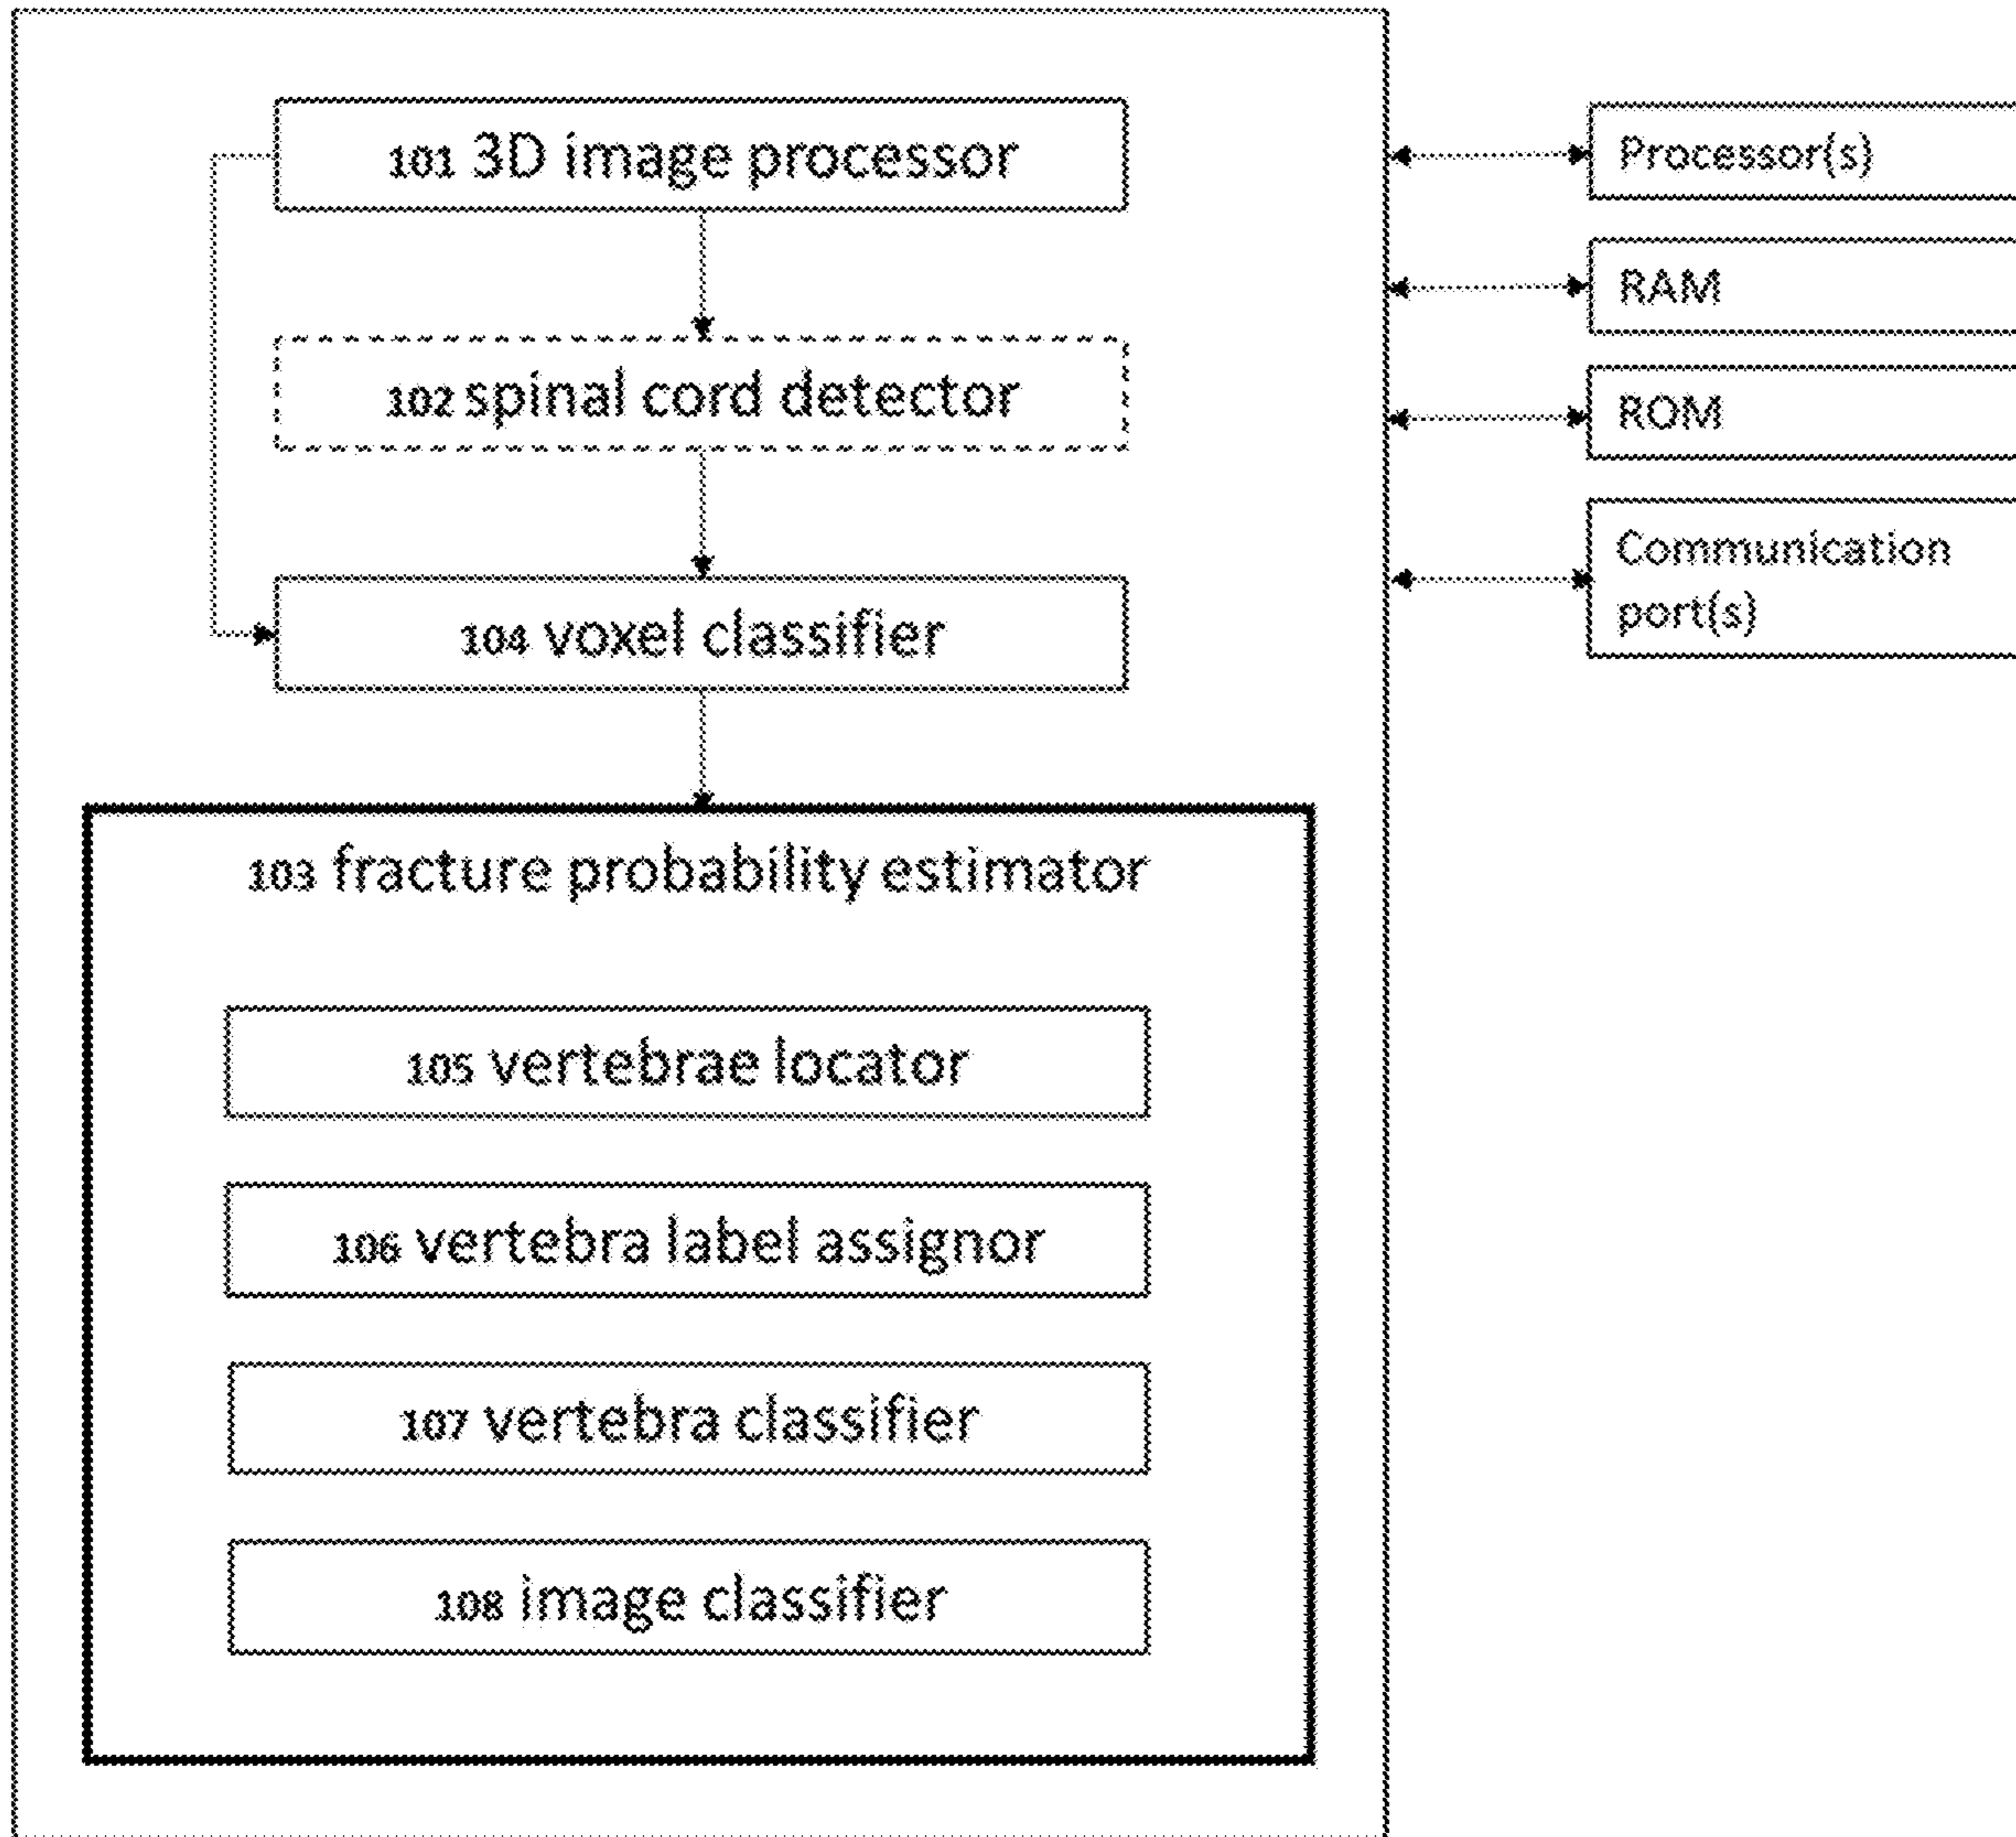 101 3D image processor
102 spinal cord detector
104 voxel classifier
103 fracture probability estimator
105 vertebrae locator
106 vertebra label assignor
107 vertebra classifier
108 image classifier
Processor(s)
RAM
ROM
Communication
port(s)